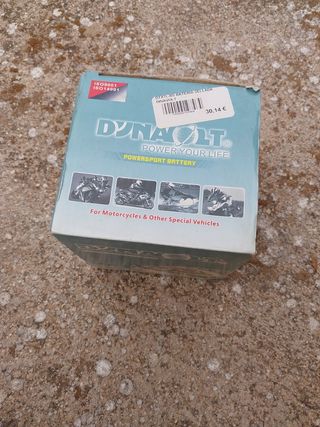 ISO9001
ISO14001
30,14 €
DYNAVOLT®
POWER YOUR LIFE
POWERSPORT BATTERY
For Motorcycles & Other Special Vehicles